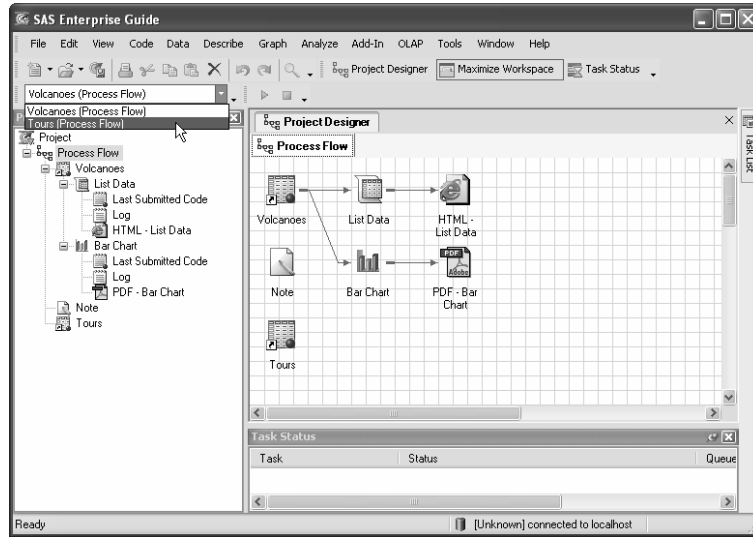 SAS Enterprise Guide
File Edit View Code Data Describe Graph Analyze Add-In OLAP Tools Window Help
Project Designer Maximize Workspace Task Status
Volcanoes (Process Flow)
Volcanoes (Process Flow)
Tours (Process Flow)
Project
Process Flow
Volcanoes
List Data
Last Submitted Code
Log
HTML - List Data
Bar Chart
Last Submitted Code
Log
PDF - Bar Chart
Note
Tours
Project Designer
Process Flow
Volcanoes
List Data
HTML -
List Data
Note
Bar Chart
PDF
Adobe
PDF - Bar
Chart
Tours
Task List
Task Status
Task Status Queue
Ready
[Unknown] connected to localhost